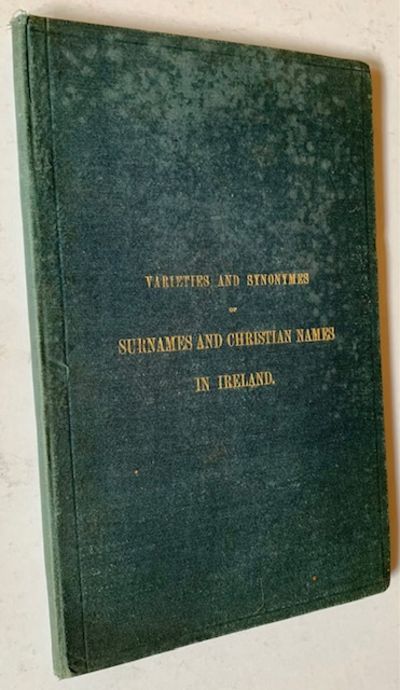 VARIETIES AND SYNONYMES
OF
SURNAMES AND CHRISTIAN NAMES
IN IRELAND.